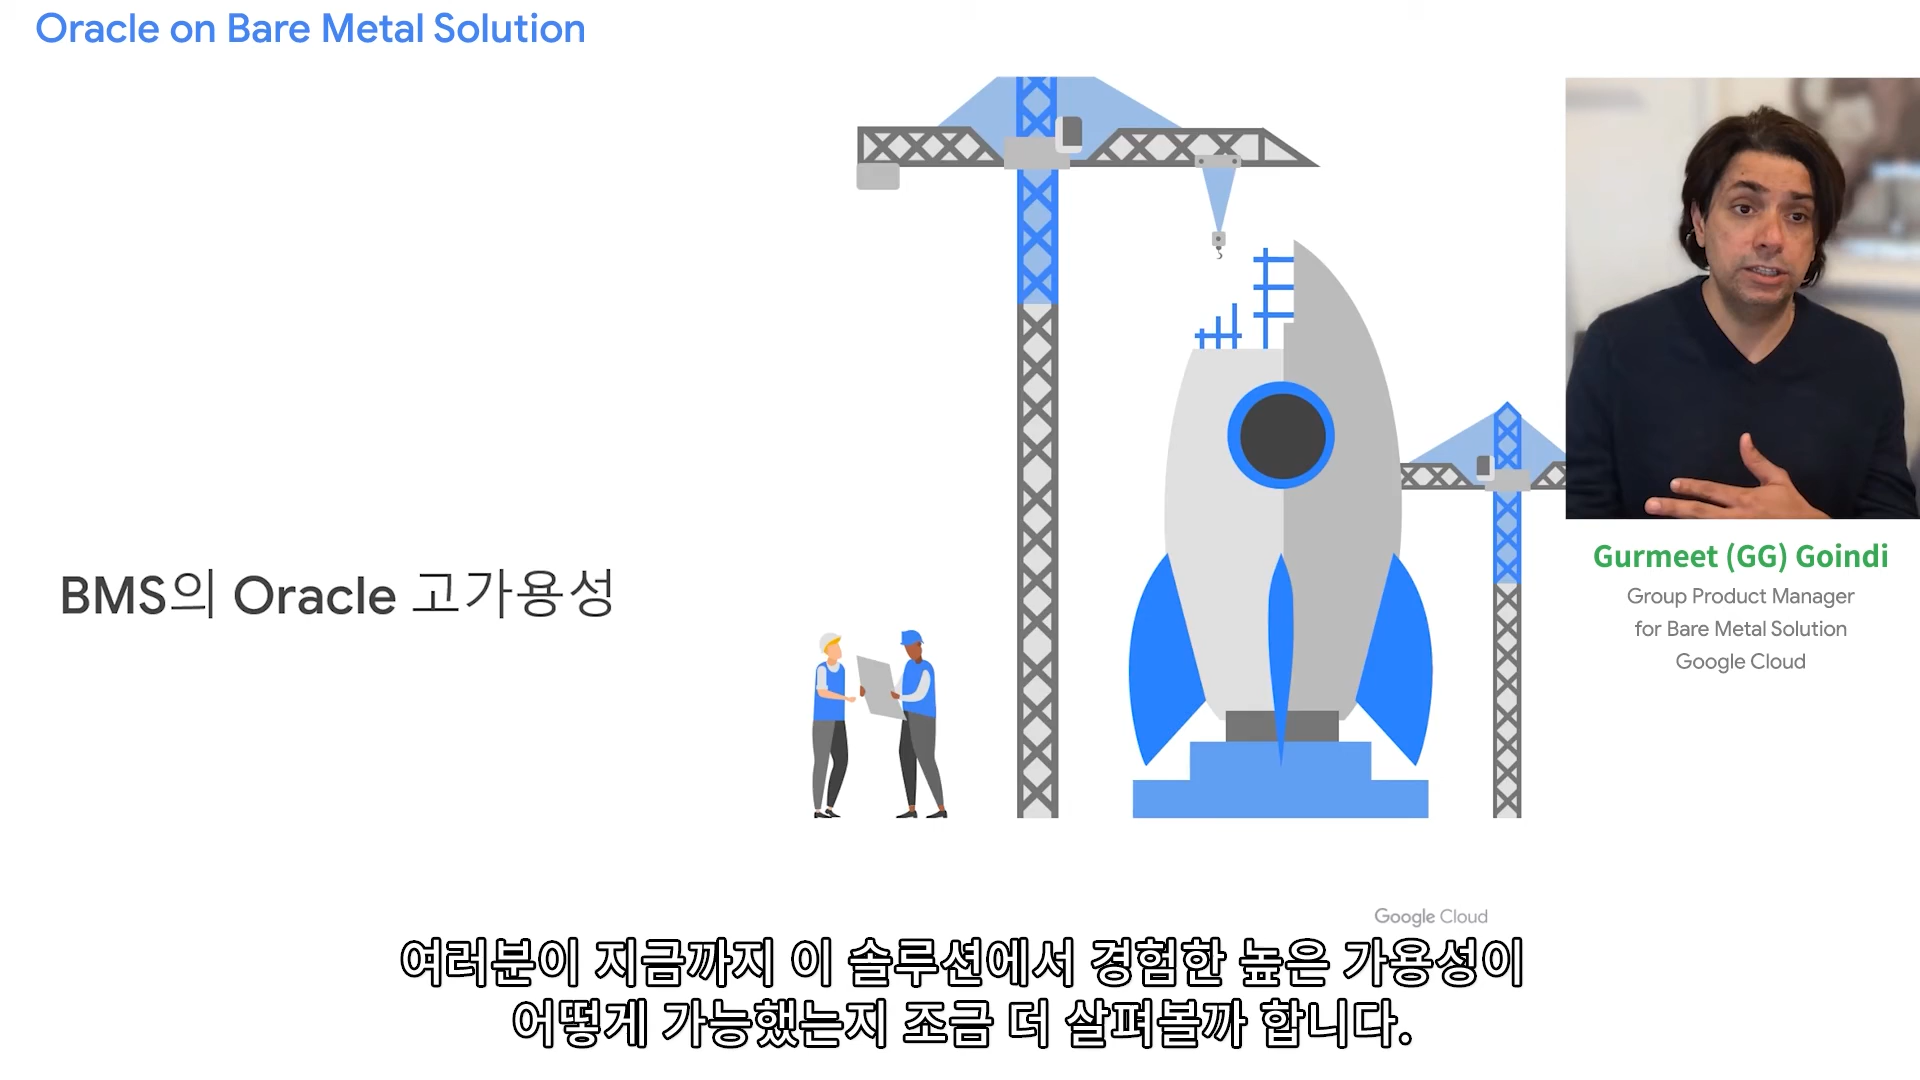 Oracle on Bare Metal Solution
BMS의 Oracle 고가용성
Gurmeet (GG) Goindi
Group Product Manager
for Bare Metal Solution
Google Cloud
Google Cloud
여러분이 지금까지 이 솔루션에서 경험한 높은 가용성이
어떻게 가능했는지 조금 더 살펴볼까 합니다.